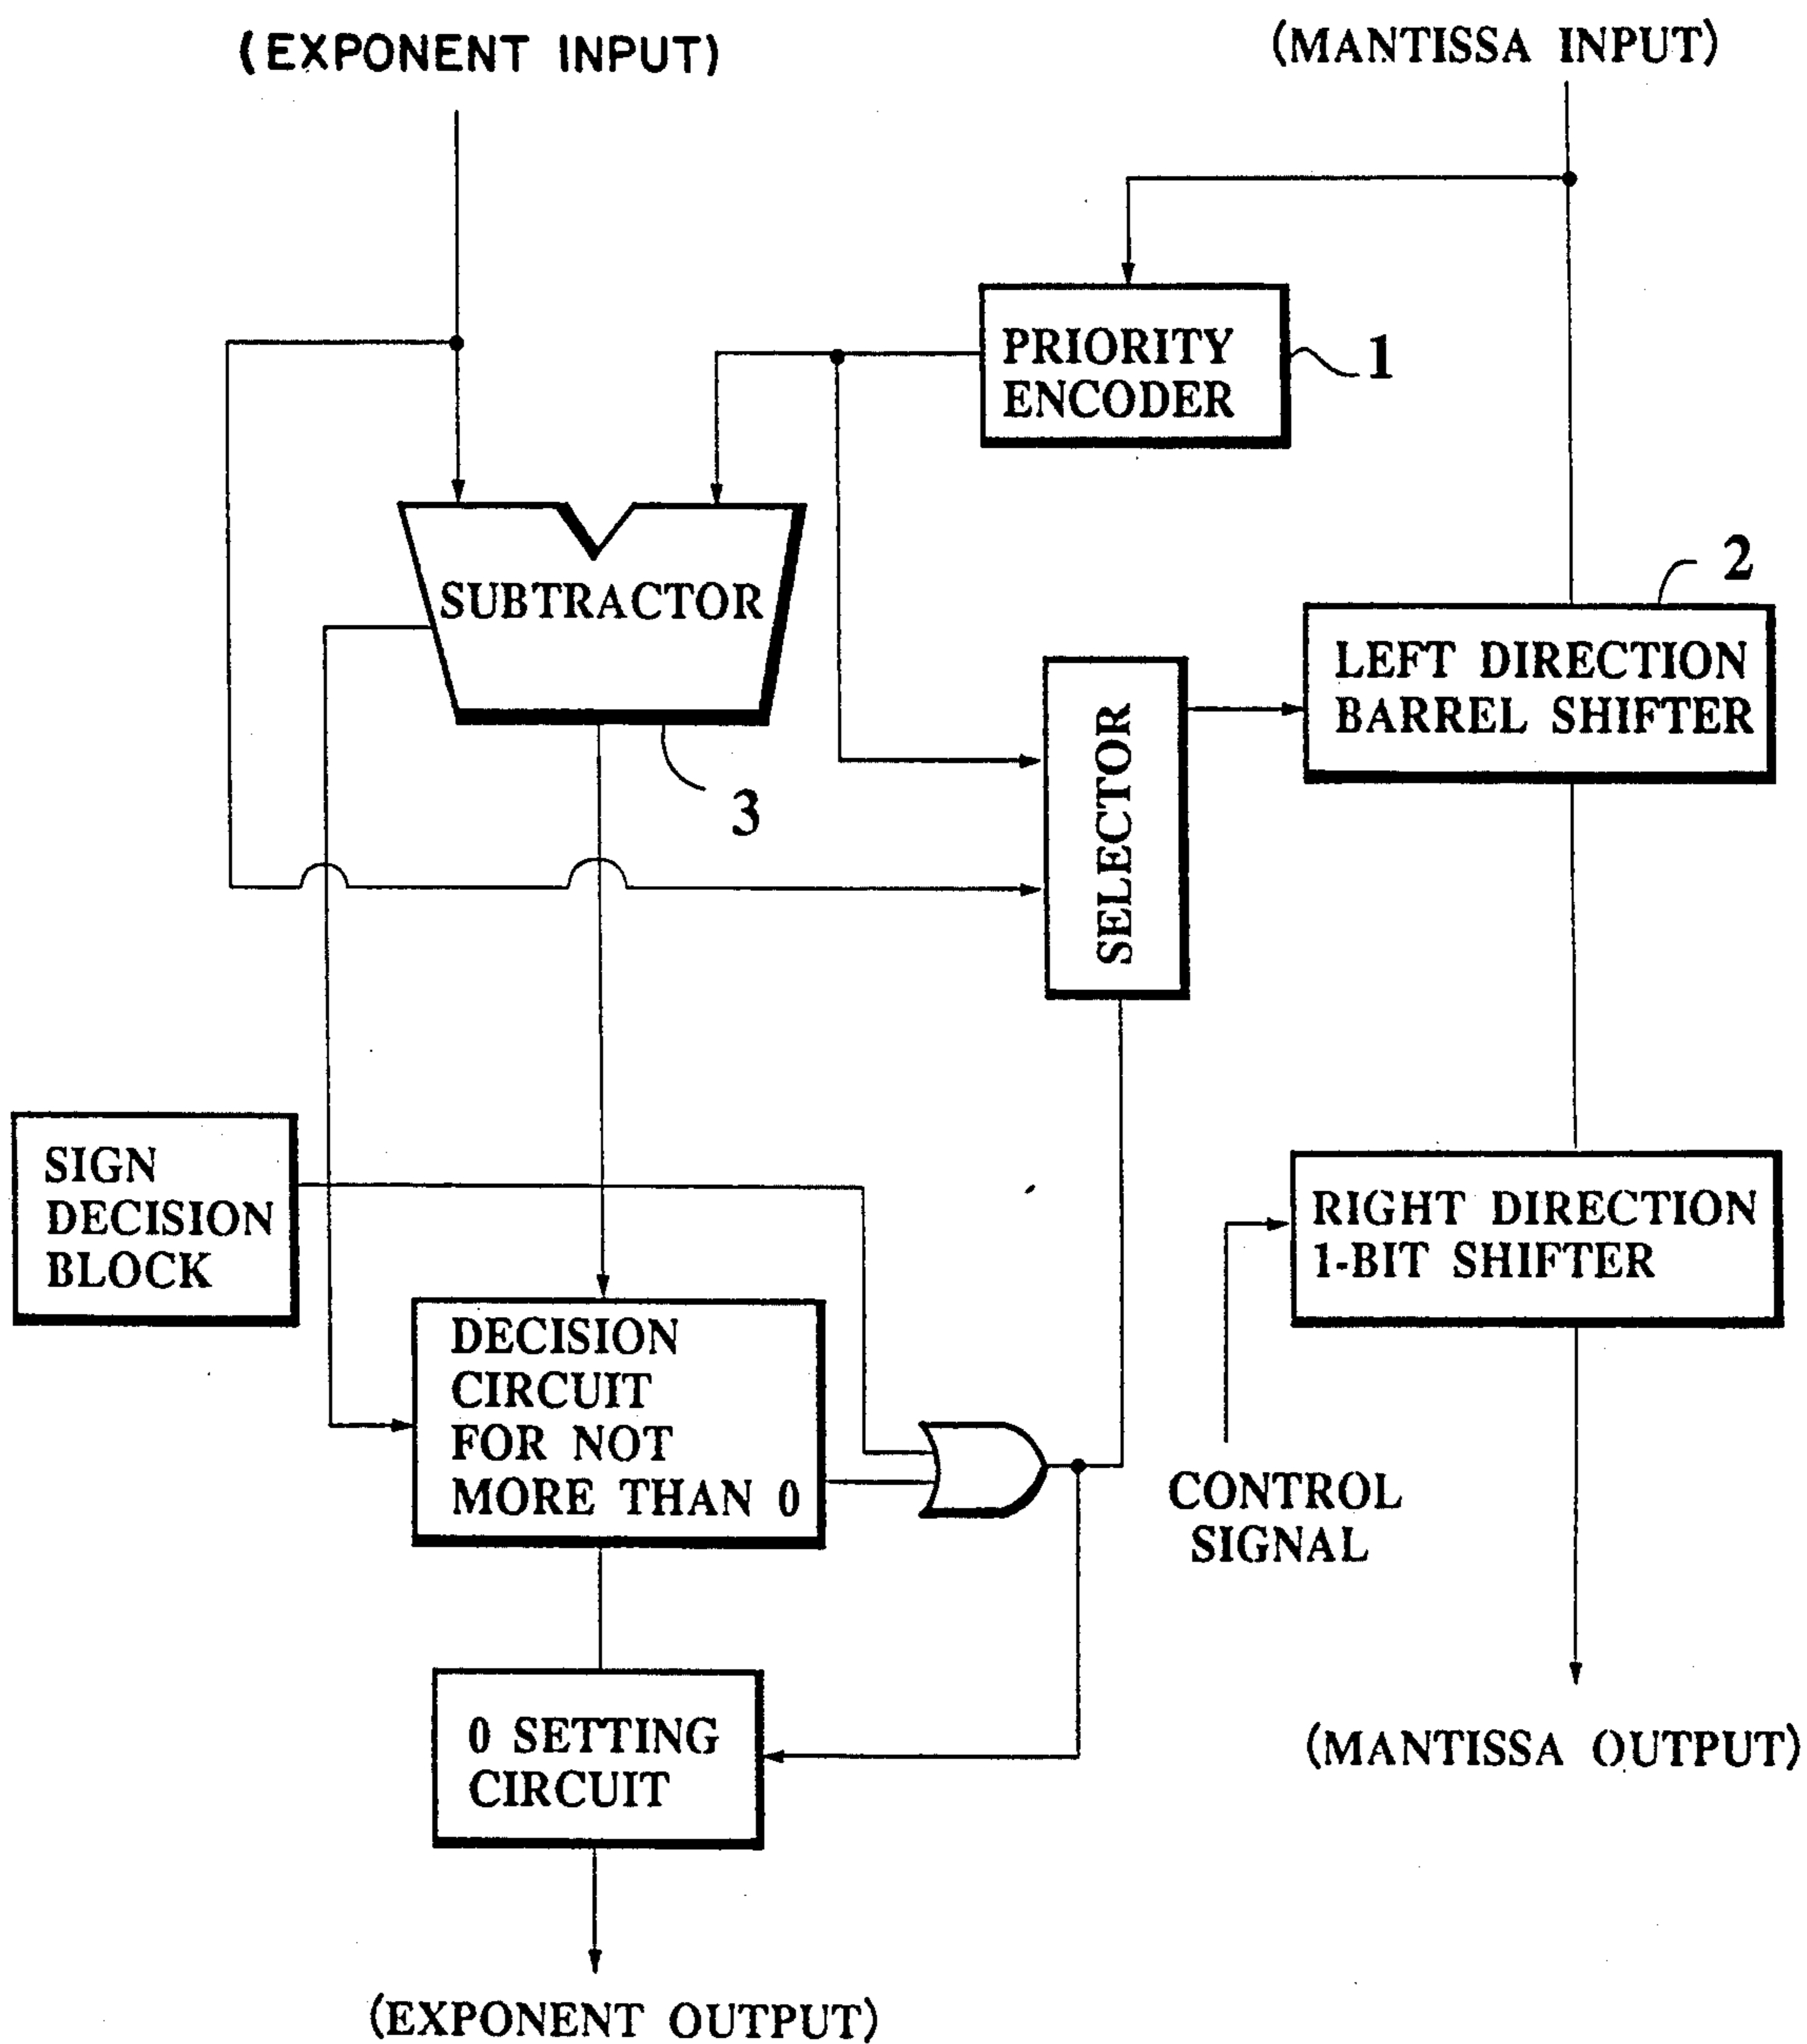 (EXPONENT INPUT)
(MANTISSA INPUT)
PRIORITY
ENCODER
1
SUBTRACTOR
3
2
LEFT DIRECTION
BARREL SHIFTER
SELECTOR
SIGN
DECISION
BLOCK
RIGHT DIRECTION
1-BIT SHIFTER
DECISION
CIRCUIT
FOR NOT
MORE THAN 0
CONTROL
SIGNAL
0 SETTING
CIRCUIT
(MANTISSA OUTPUT)
(EXPONENT OUTPUT)